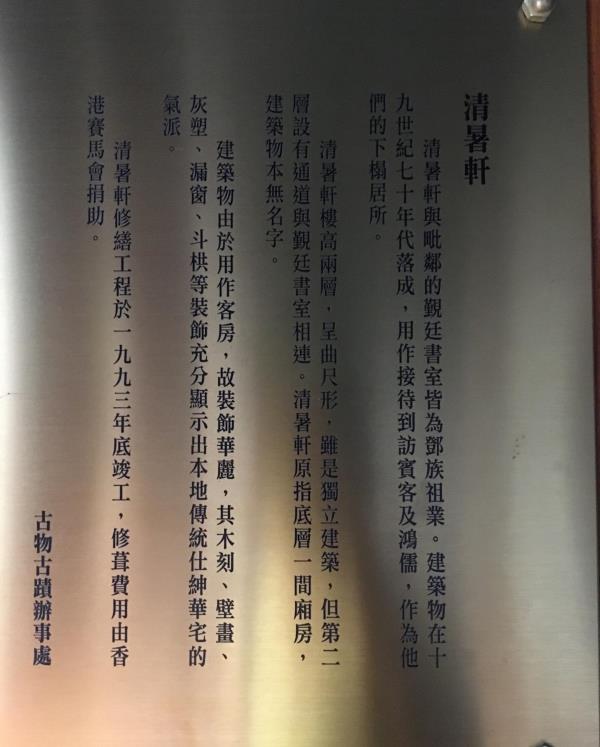 清暑軒
清暑軒與毗鄰的覲廷書室皆為鄧族祖業。建築物在十
九世紀七十年代落成，用作接待到訪賓客及鴻儒，作為他
們的下榻居所。
清暑軒樓高兩層，呈曲尺形，雖是獨立建築，但第二
層設有通道與覲廷書室相連。清暑軒原指底層一間廂房，
建築物本無名字。
建築物由於用作客房，故裝飾華麗，其木刻、壁畫、
灰塑、漏窗、斗栱等裝飾充分顯示出本地傳統仕紳華宅的
氣派。
清暑軒修繕工程於一九九三年底竣工，修葺費用由香
港賽馬會捐助。
古物古蹟辦事處